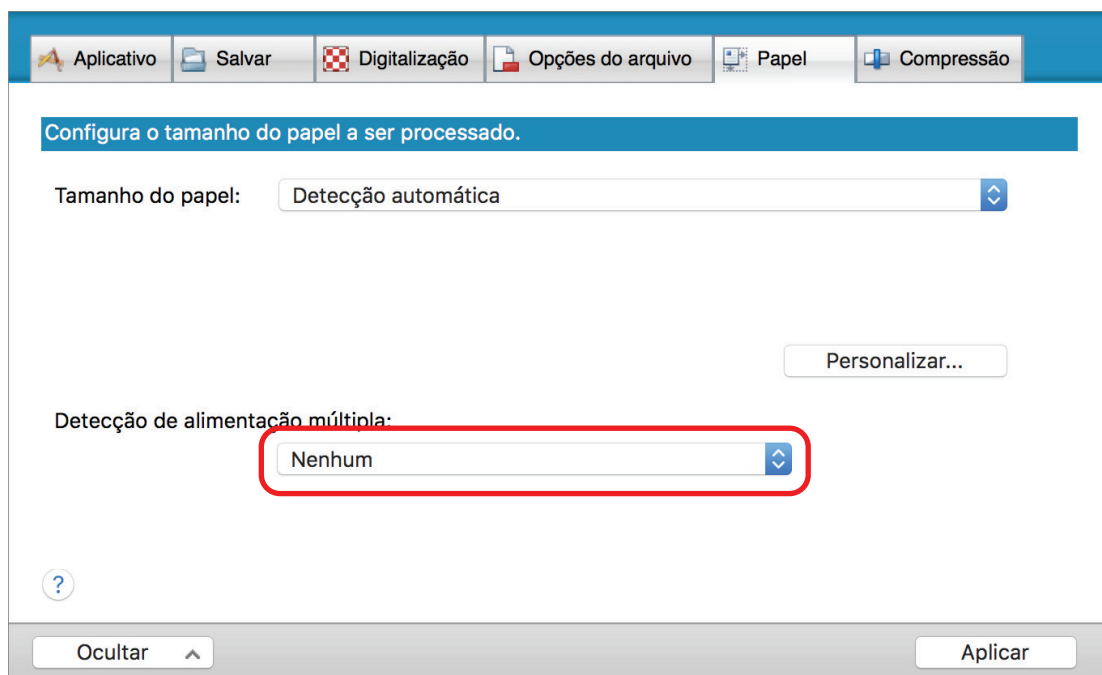 Aplicativo Salvar Digitalização Opções do arquivo Papel Compressão
Configura o tamanho do papel a ser processado.
Tamanho do papel: Detecção automática
Personalizar...
Detecção de alimentação múltipla:
Nenhum
?
Ocultar
Aplicar